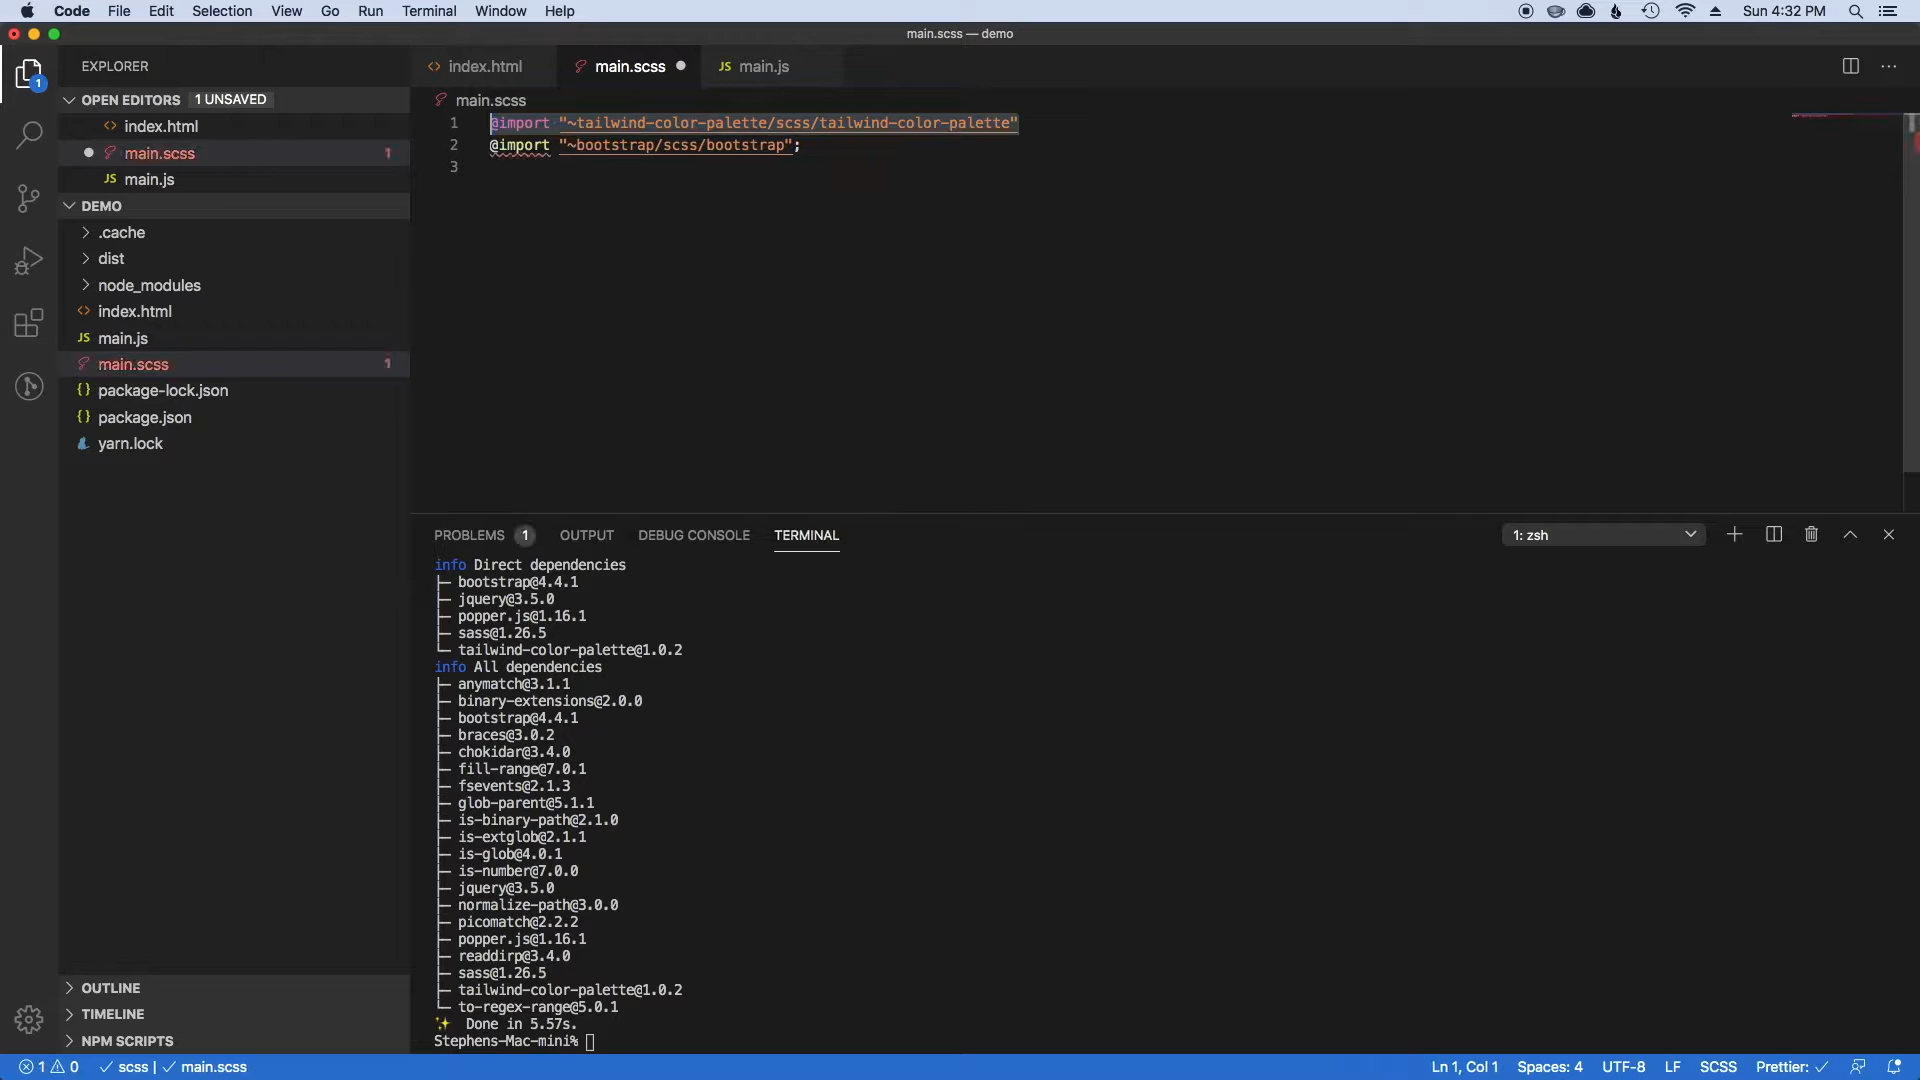 Code File Edit Selection View Go Run Terminal Window Help Sun 4:32 PM
main.scss — demo
EXPLORER
OPEN EDITORS 1 UNSAVED
index.html
main.scss 1
main.js
DEMO
.cache
dist
node_modules
index.html
JS main.js
main.scss 1
{} package-lock.json
{} package.json
yarn.lock
OUTLINE
TIMELINE
NPM SCRIPTS
<> index.html main.scss JS main.js
main.scss
1 @import "~tailwind-color-palette/scss/tailwind-color-palette"
2 @import "~bootstrap/scss/bootstrap";
3
PROBLEMS 1 OUTPUT DEBUG CONSOLE TERMINAL 1: zsh
info Direct dependencies
├─ bootstrap@4.4.1
├─ jquery@3.5.0
├─ popper.js@1.16.1
├─ sass@1.26.5
└─ tailwind-color-palette@1.0.2
info All dependencies
├─ anymatch@3.1.1
├─ binary-extensions@2.0.0
├─ bootstrap@4.4.1
├─ braces@3.0.2
├─ chokidar@3.4.0
├─ fill-range@7.0.1
├─ fsevents@2.1.3
├─ glob-parent@5.1.1
├─ is-binary-path@2.1.0
├─ is-extglob@2.1.1
├─ is-glob@4.0.1
├─ is-number@7.0.0
├─ jquery@3.5.0
├─ normalize-path@3.0.0
├─ picomatch@2.2.2
├─ popper.js@1.16.1
├─ readdirp@3.4.0
├─ sass@1.26.5
├─ tailwind-color-palette@1.0.2
└─ to-regex-range@5.0.1
✨ Done in 5.57s.
Stephens-Mac-mini%
1 0 ✓ scss | ✓ main.scss Ln 1, Col 1 Spaces: 4 UTF-8 LF SCSS Prettier: ✓